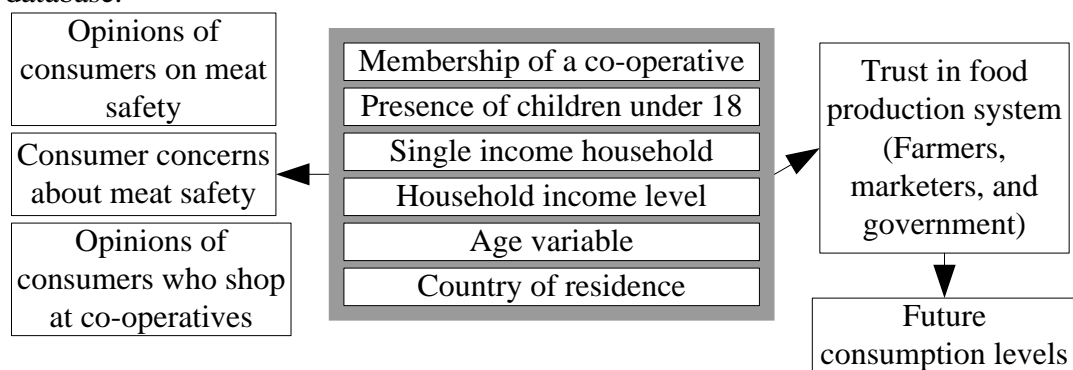 database.
Opinions of
consumers on meat
safety
Consumer concerns
about meat safety
Opinions of
consumers who shop
at co-operatives
Membership of a co-operative
Presence of children under 18
Single income household
Household income level
Age variable
Country of residence
Trust in food
production system
(Farmers,
marketers, and
government)
Future
consumption levels